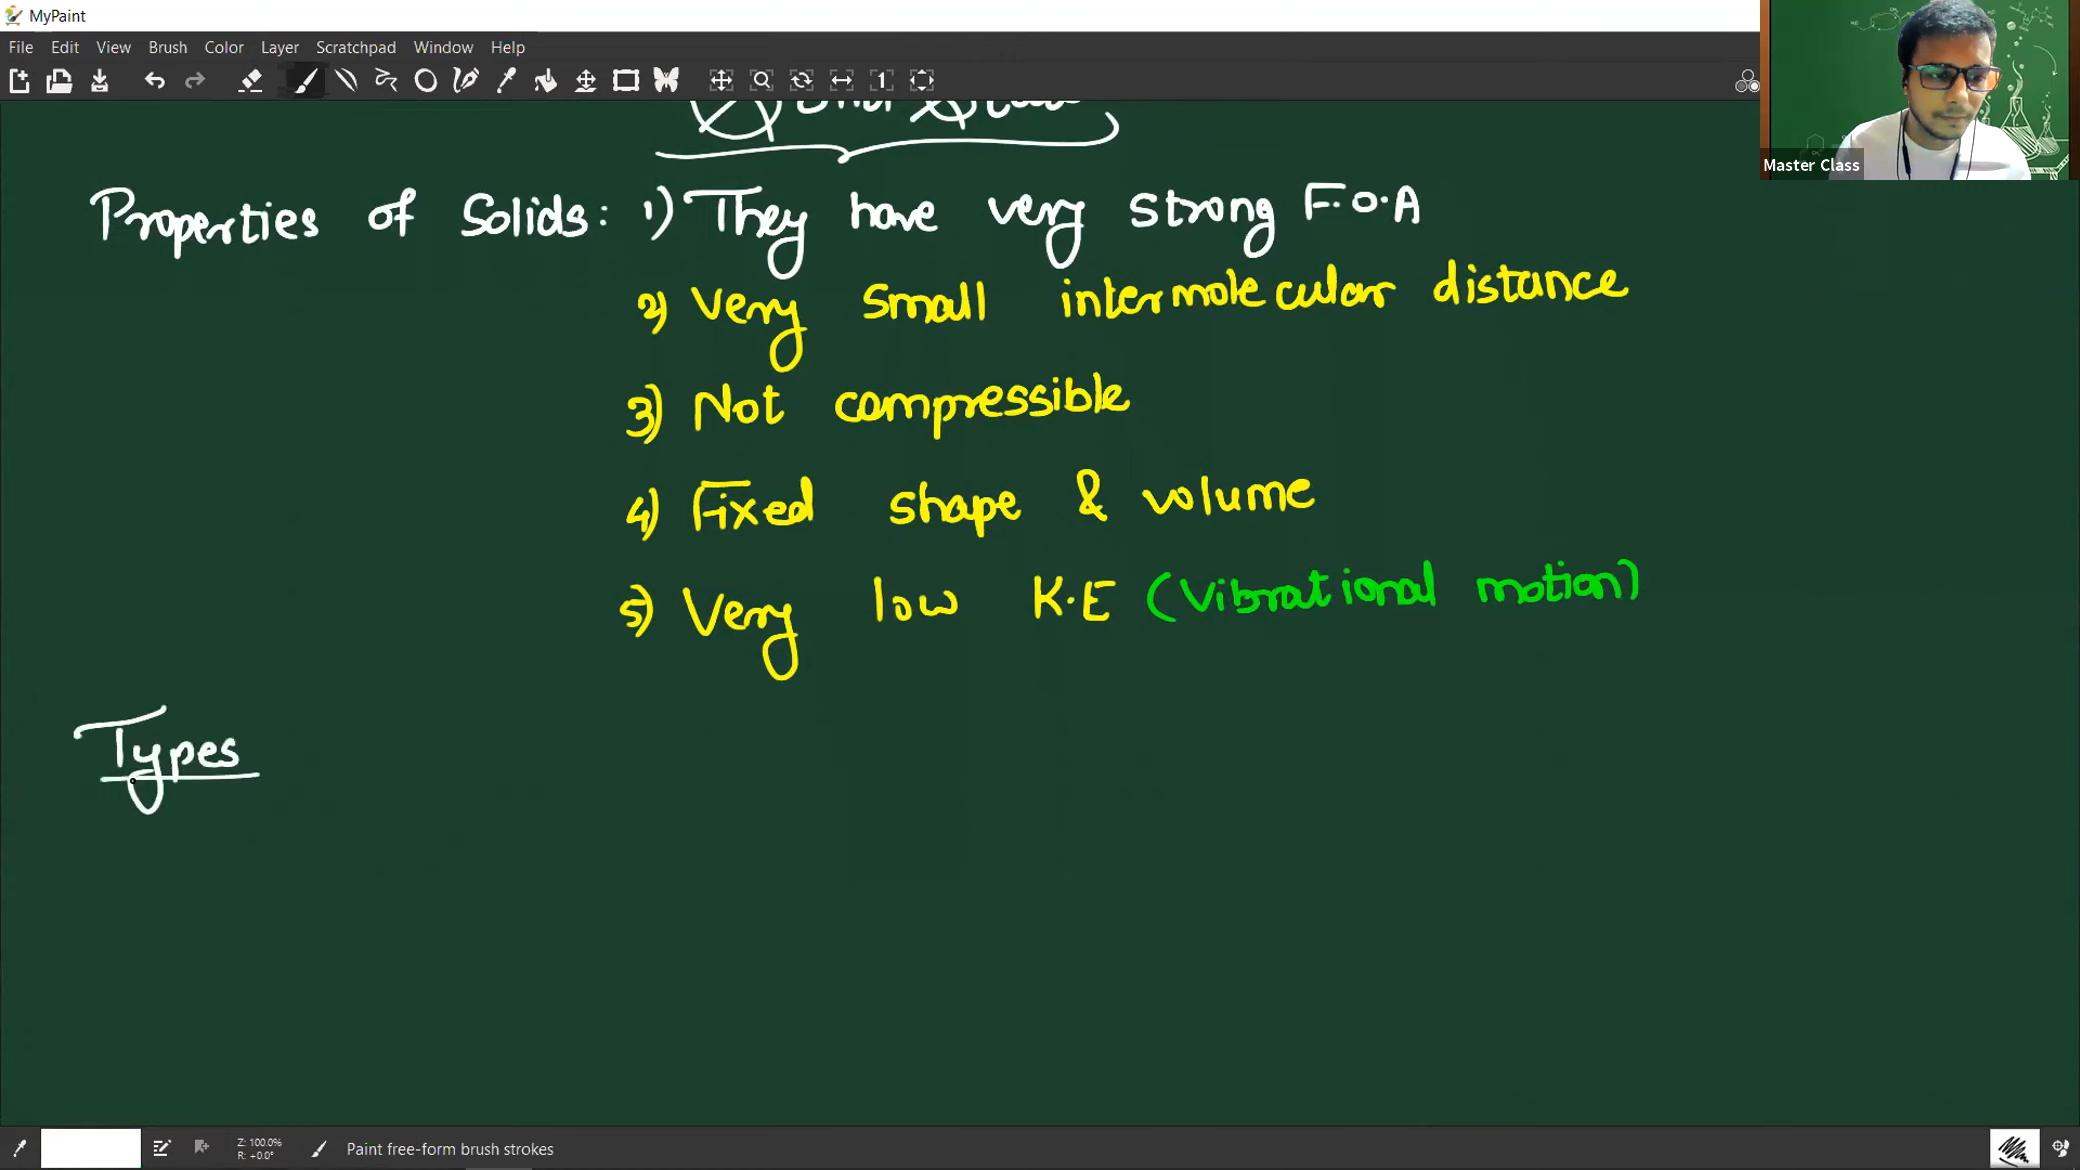 MyPaint
File Edit View Brush Color Layer Scratchpad Window Help
Master Class
Properties of Solids: 1) They have very strong F.O.A
2) Very small intermolecular distance
3) Not compressible
4) Fixed shape & volume
5) Very low K.E (Vibrational motion)
Types
Z: 100.0%
R: +0.0°
Paint free-form brush strokes